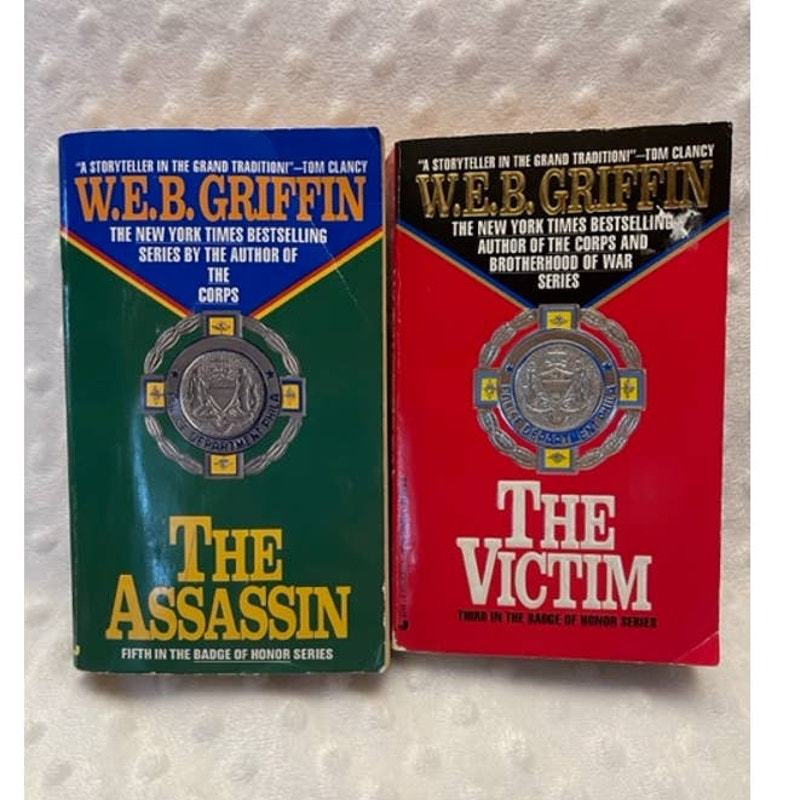 "A STORYTELLER IN THE GRAND TRADITION!"—TOM CLANCY
W.E.B. GRIFFIN
THE NEW YORK TIMES BESTSELLING
SERIES BY THE AUTHOR OF
THE
CORPS
POLICE DEPARTMENT PHILA
THE
ASSASSIN
FIFTH IN THE BADGE OF HONOR SERIES
J
"A STORYTELLER IN THE GRAND TRADITION!"—TOM CLANCY
W.E.B. GRIFFIN
THE NEW YORK TIMES BESTSELLING
AUTHOR OF THE CORPS AND
BROTHERHOOD OF WAR
SERIES
POLICE DEPARTMENT PHILA
THE
VICTIM
THIRD IN THE BADGE OF HONOR SERIES
J